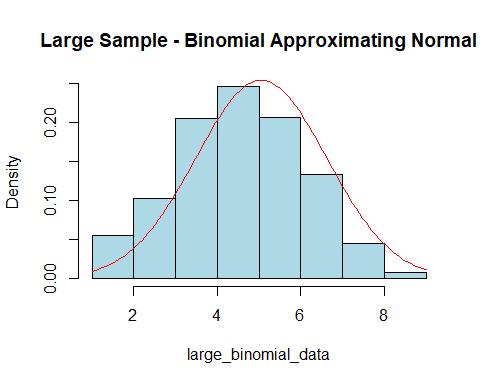 Large Sample - Binomial Approximating Normal
Density
0.20
0.10
0.00
2 4 6 8
large_binomial_data